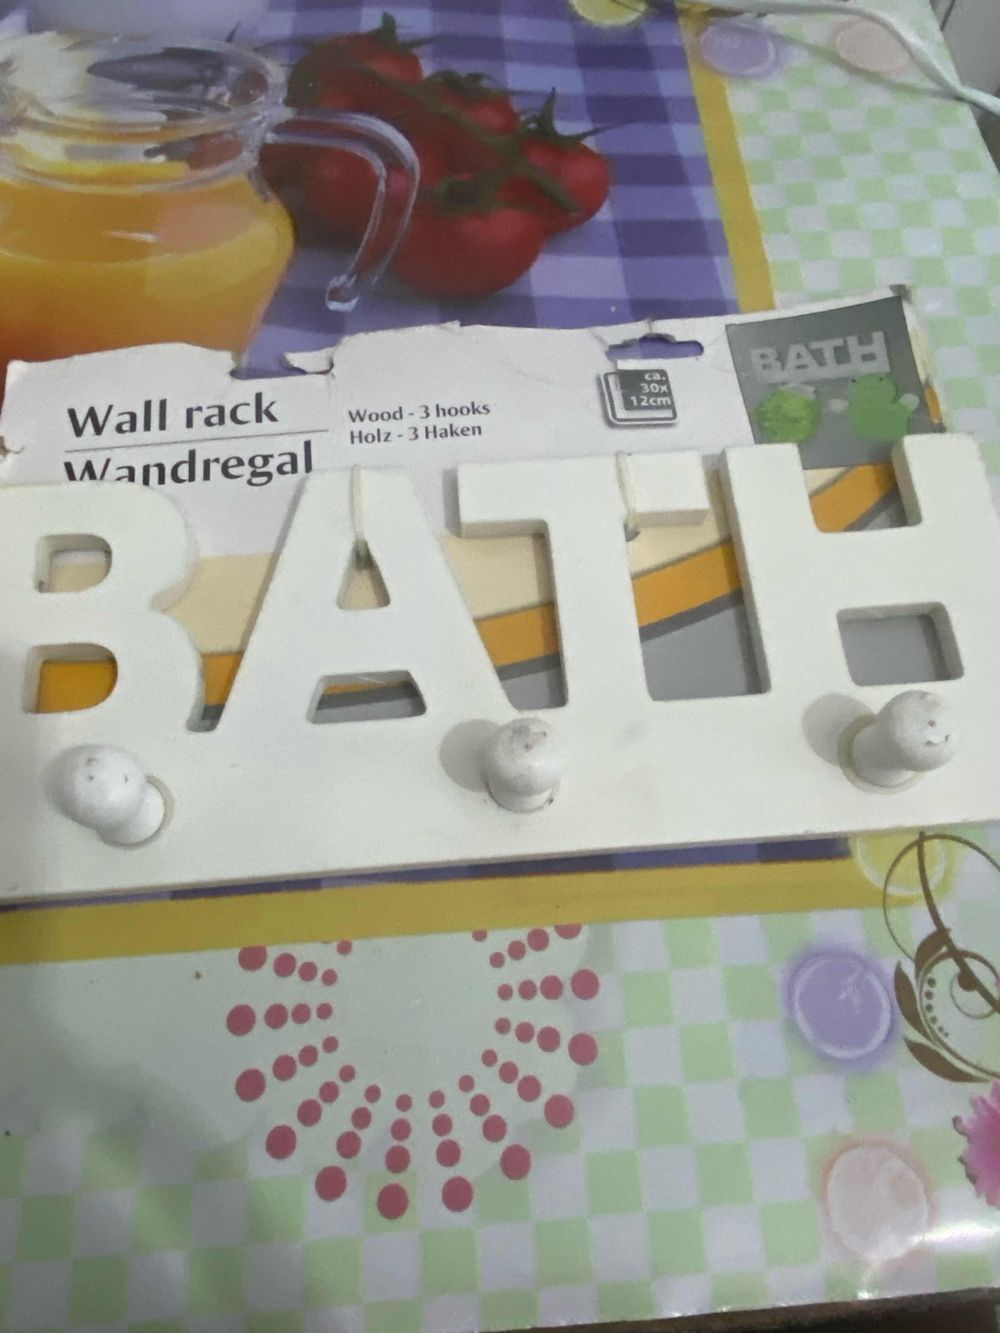 Wall rack
Wandregal
Wood - 3 hooks
Holz - 3 Haken
ca.
30x
12cm
BATH
BATH